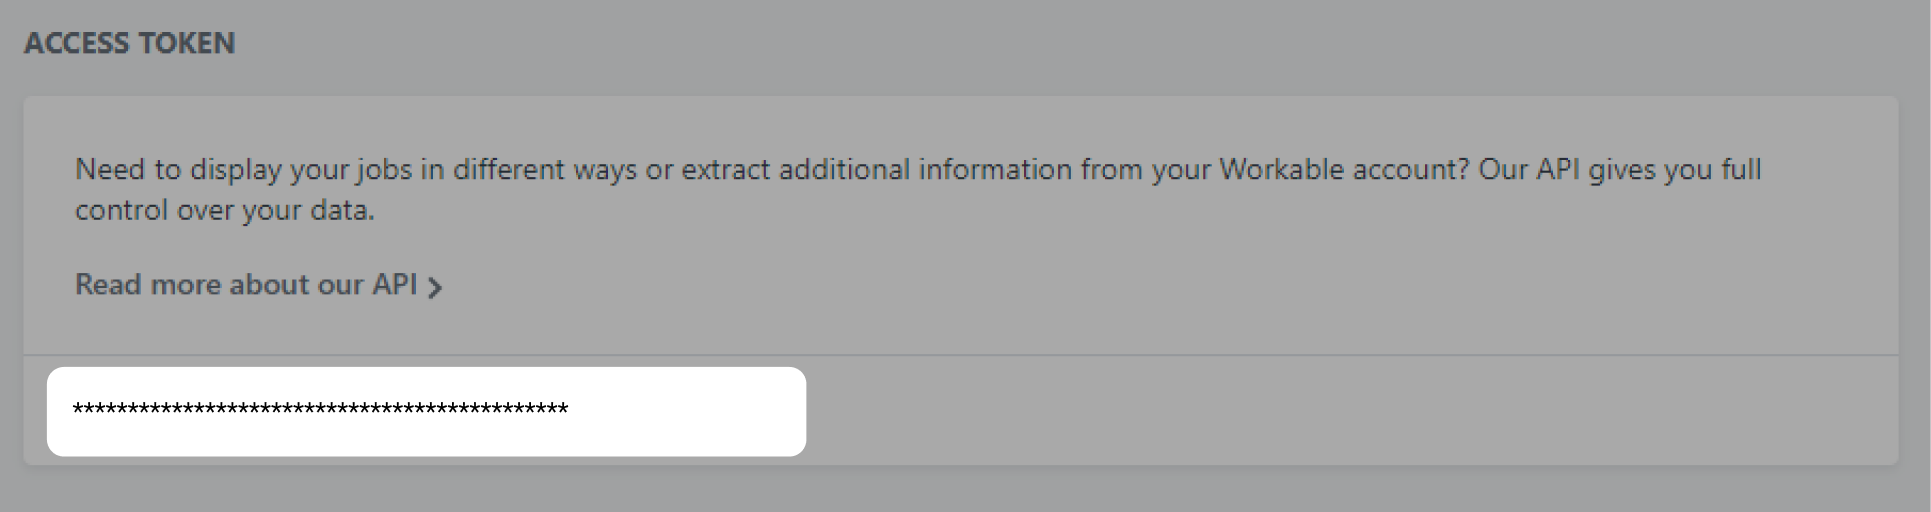 ACCESS TOKEN
Need to display your jobs in different ways or extract additional information from your Workable account? Our API gives you full
control over your data.
Read more about our API
*********************************************